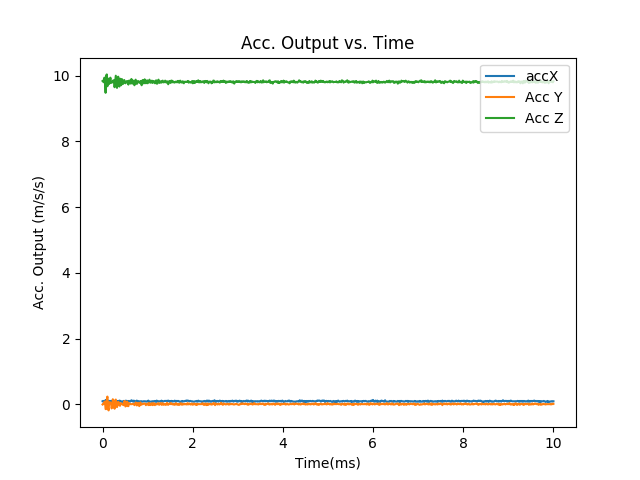 Acc. Output vs. Time
accX
Acc Y
Acc Z
Acc. Output (m/s/s)
10
8
6
4
2
0
0 2 4 6 8 10
Time(ms)